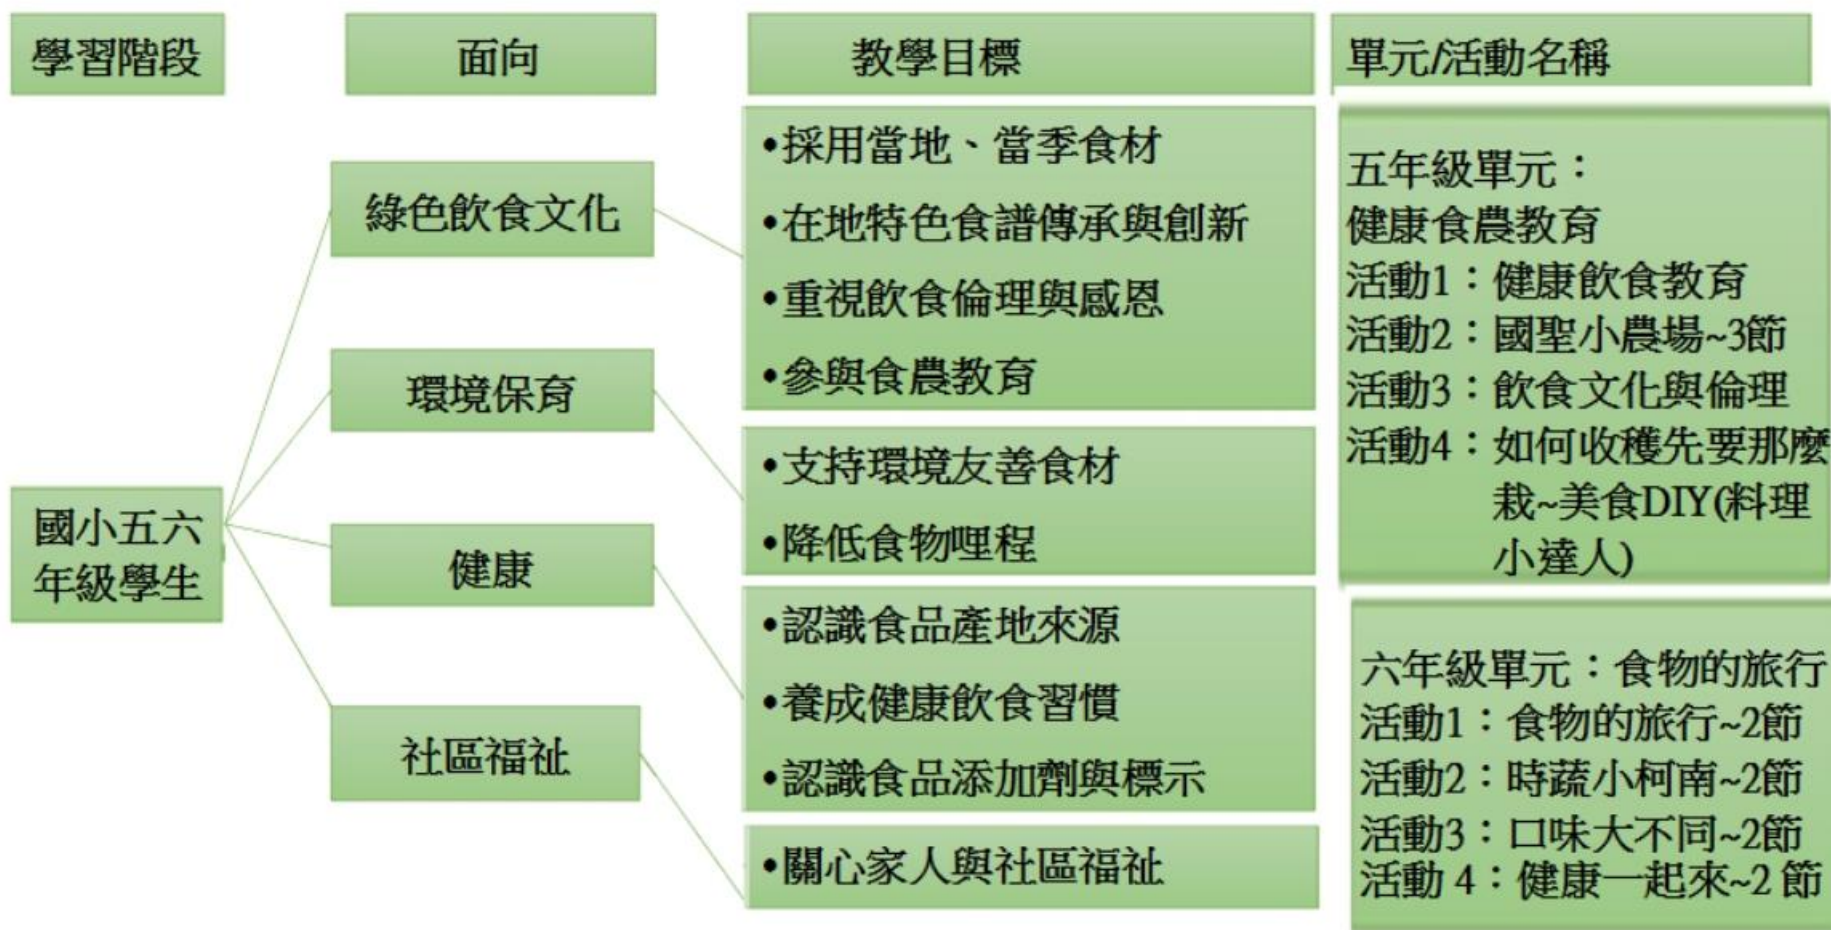 學習階段
面向
教學目標
單元/活動名稱
國小五六
年級學生
綠色飲食文化
環境保育
健康
社區福祉
•採用當地、當季食材
•在地特色食譜傳承與創新
•重視飲食倫理與感恩
•參與食農教育
•支持環境友善食材
•降低食物哩程
•認識食品產地來源
•養成健康飲食習慣
•認識食品添加劑與標示
•關心家人與社區福祉
五年級單元：
健康食農教育
活動1：健康飲食教育
活動2：國聖小農場~3節
活動3：飲食文化與倫理
活動4：如何收穫先要那麼
栽~美食DIY(料理
小達人)
六年級單元：食物的旅行
活動1：食物的旅行~2節
活動2：時蔬小柯南~2節
活動3：口味大不同~2節
活動 4：健康一起來~2 節